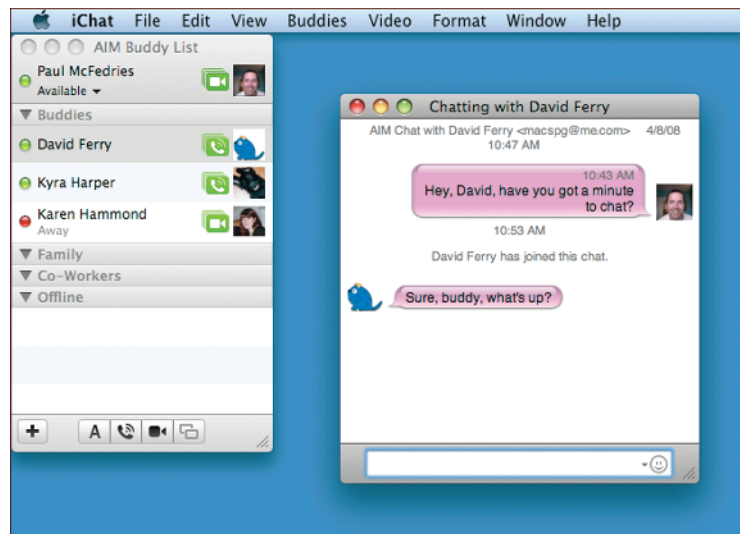 iChat File Edit View Buddies Video Format Window Help
AIM Buddy List
Paul McFedries
Available
Buddies
David Ferry
Kyra Harper
Karen Hammond
Away
Family
Co-Workers
Offline
A
Chatting with David Ferry
AIM Chat with David Ferry <macspg@me.com> 4/8/08
10:47 AM
10:43 AM
Hey, David, have you got a minute
to chat?
10:53 AM
David Ferry has joined this chat.
Sure, buddy, what's up?